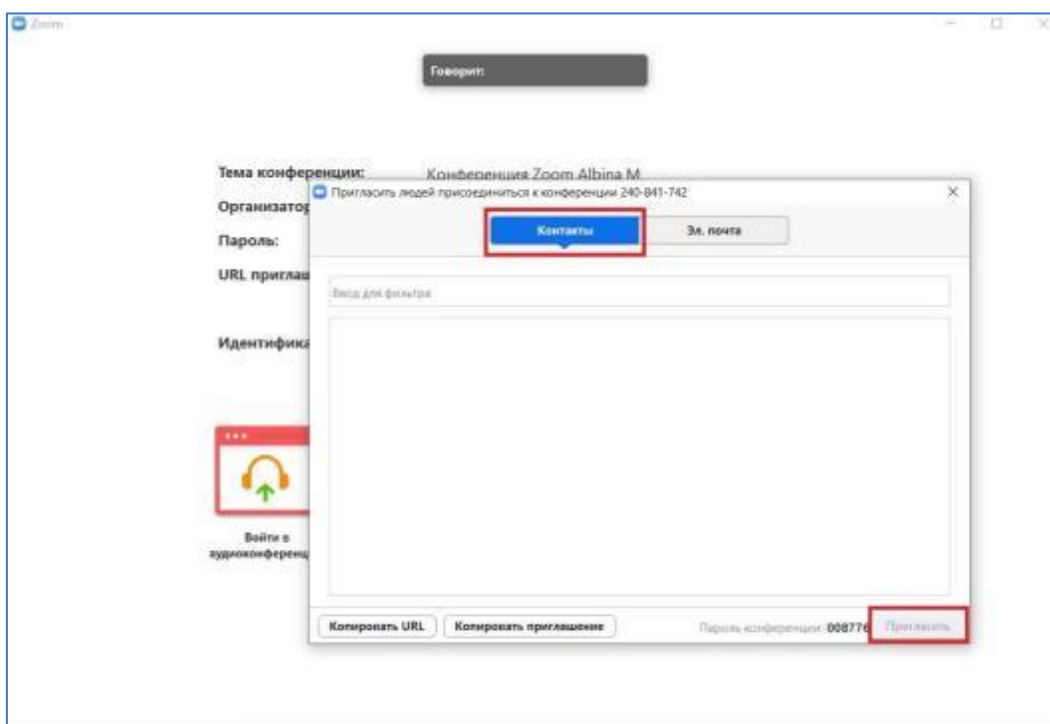 Zoom
Говорит:
Тема конференции: Конференция Zoom Albina M
Пригласить людей присоединиться к конференции 240-841-742
Организатор
Контакты
Эл. почта
Пароль:
URL приглаш
Ввод для фильтра
Идентифика
Войти в
аудиоконференц
Копировать URL
Копировать приглашение
Пароль конференции: 008776
Пригласить